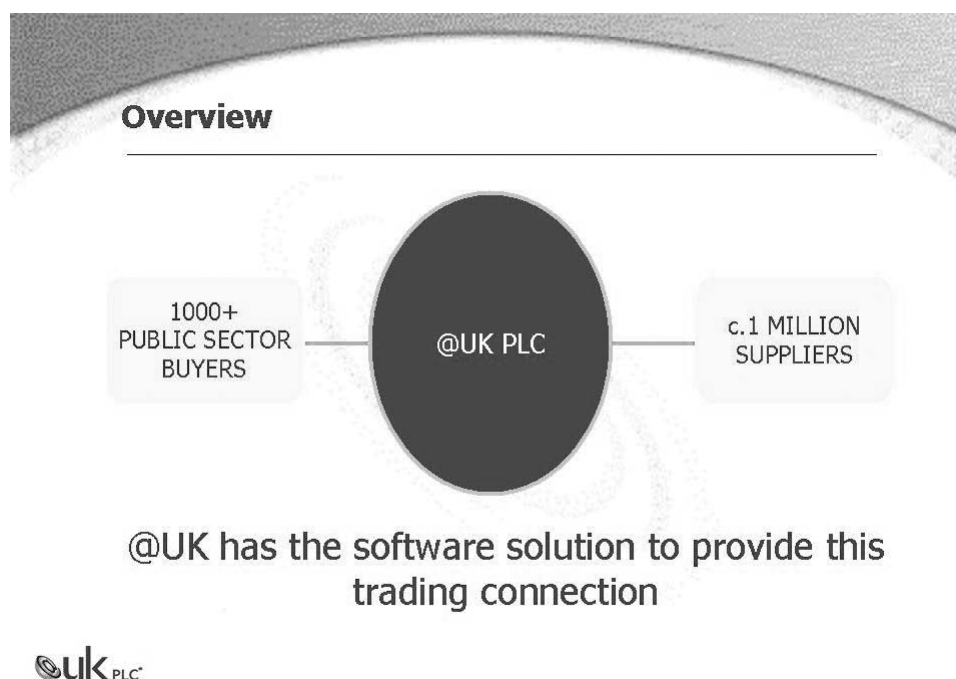 Overview
1000+
PUBLIC SECTOR
BUYERS
@UK PLC
c.1 MILLION
SUPPLIERS
@UK has the software solution to provide this
trading connection
@uk PLC